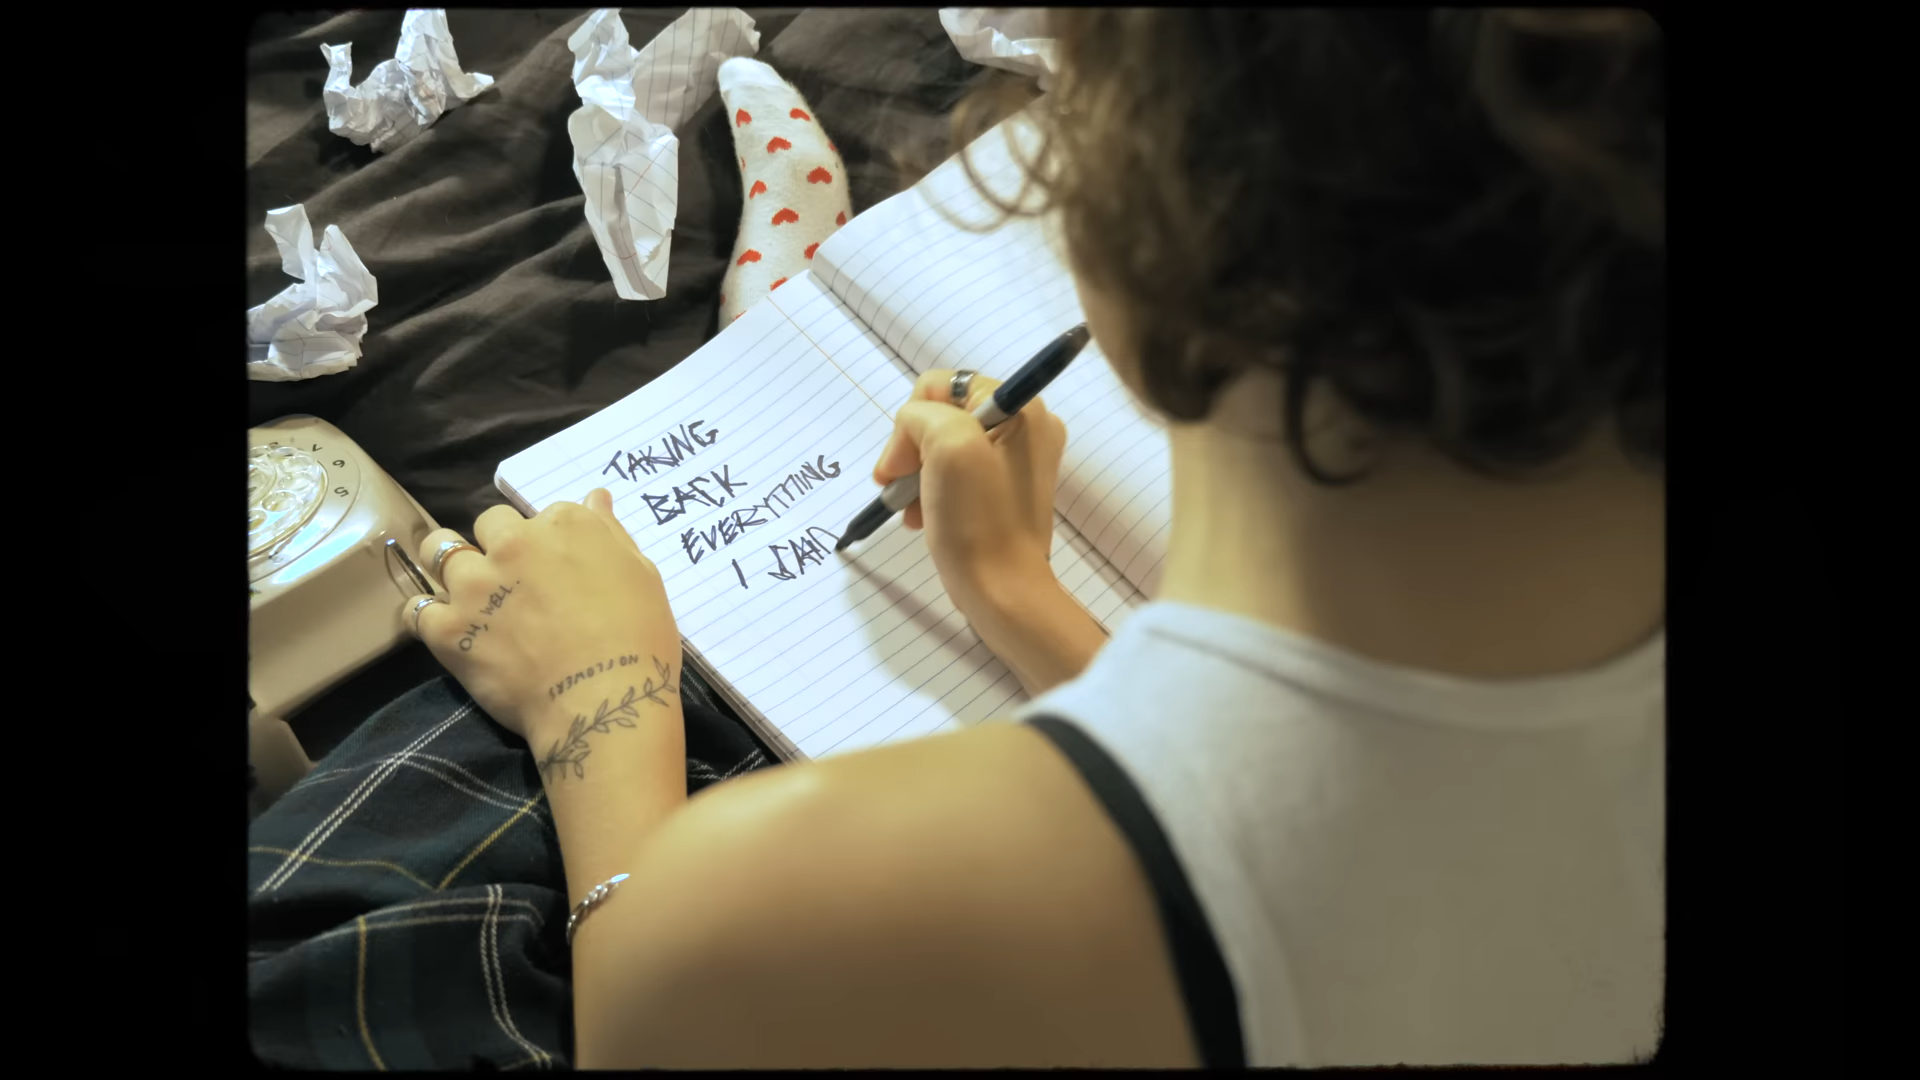 TAKING
BACK
EVERYTHING
I SAID
OH, WELL.
NO FLOWERS